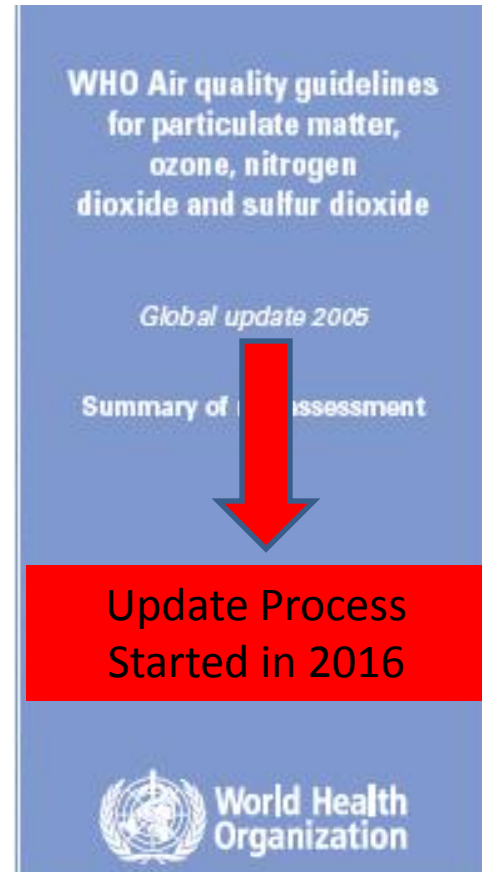 WHO Air quality guidelines
for particulate matter,
ozone, nitrogen
dioxide and sulfur dioxide
Global update 2005
Summary of assessment
Update Process
Started in 2016
World Health
Organization